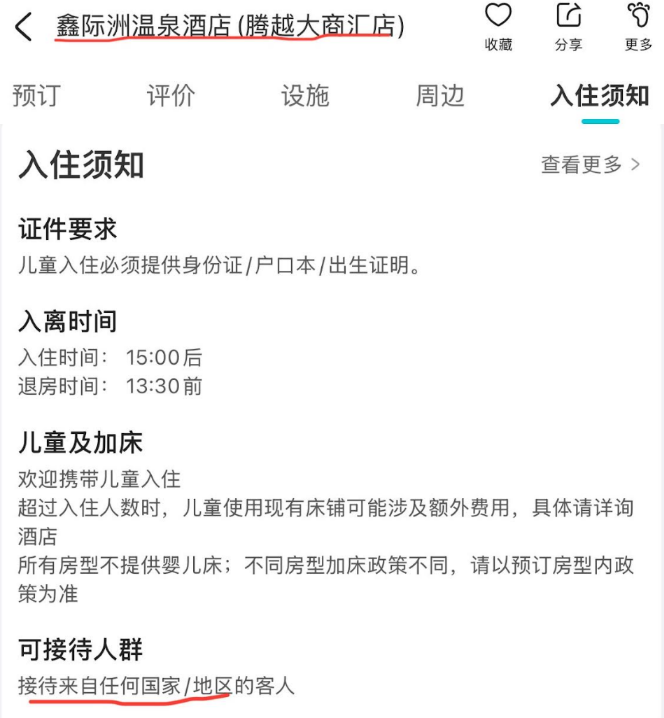 鑫际洲温泉酒店(腾越大商汇店)
收藏
分享
更多
预订
评价
设施
周边
入住须知
入住须知
查看更多 >
证件要求
儿童入住必须提供身份证/户口本/出生证明。
入离时间
入住时间： 15:00后
退房时间： 13:30前
儿童及加床
欢迎携带儿童入住
超过入住人数时，儿童使用现有床铺可能涉及额外费用，具体请详询
酒店
所有房型不提供婴儿床；不同房型加床政策不同，请以预订房型内政
策为准
可接待人群
接待来自任何国家/地区的客人